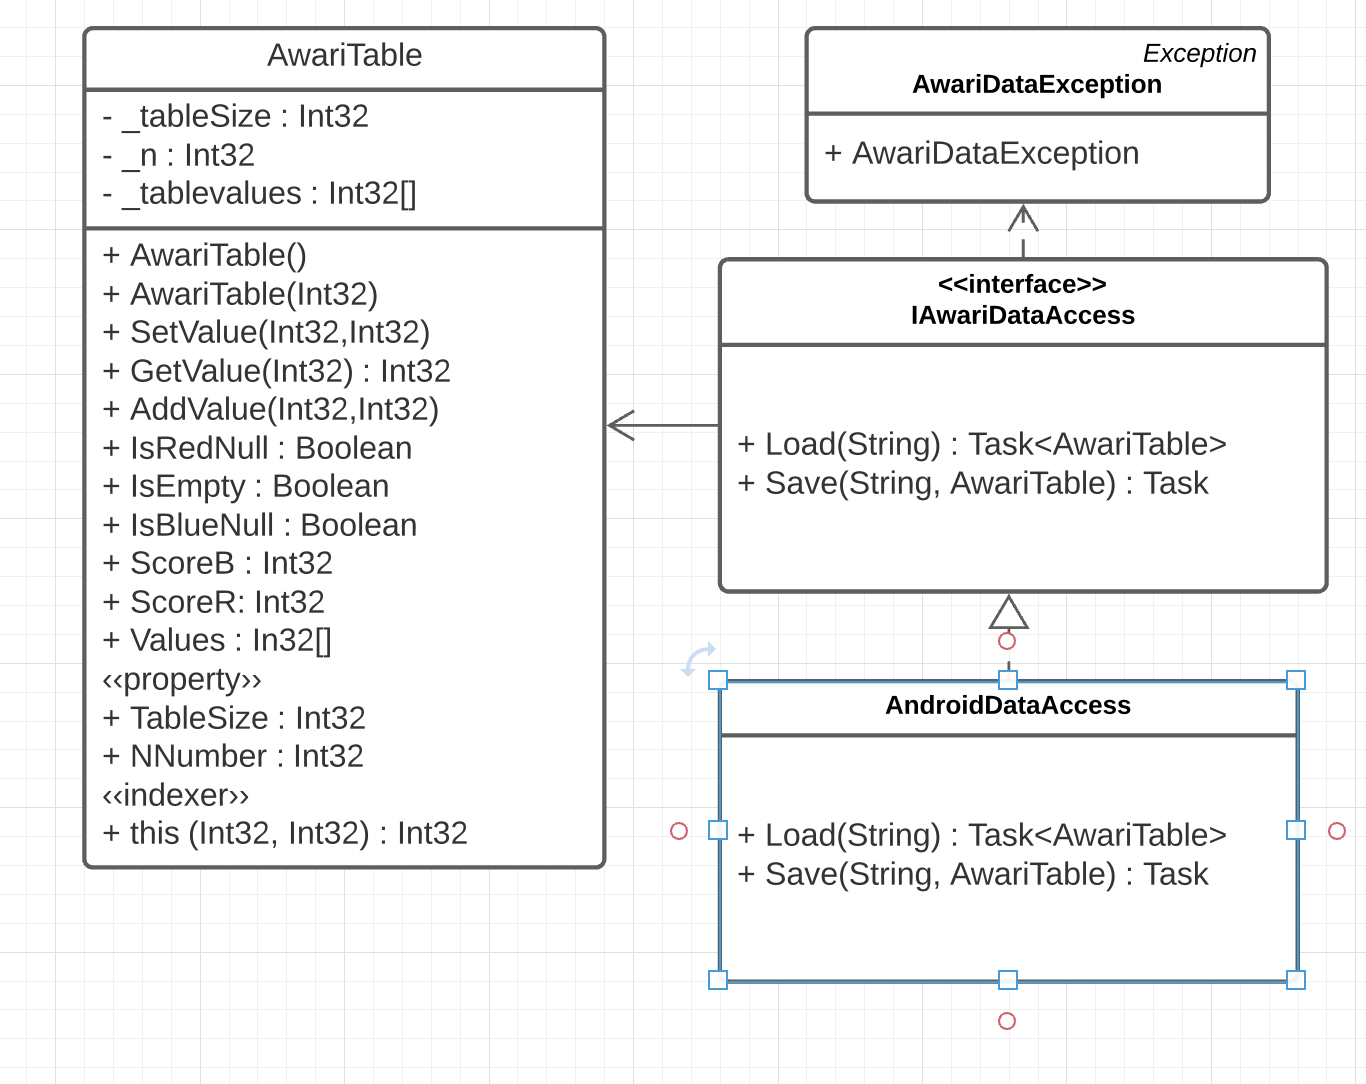 AwariTable
- _tableSize : Int32
- _n : Int32
- _tablevalues : Int32[]
+ AwariTable()
+ AwariTable(Int32)
+ SetValue(Int32,Int32)
+ GetValue(Int32) : Int32
+ AddValue(Int32,Int32)
+ IsRedNull : Boolean
+ IsEmpty : Boolean
+ IsBlueNull : Boolean
+ ScoreB : Int32
+ ScoreR: Int32
+ Values : In32[]
‹‹property››
+ TableSize : Int32
+ NNumber : Int32
‹‹indexer››
+ this (Int32, Int32) : Int32
Exception
AwariDataException
+ AwariDataException
<<interface>>
IAwariDataAccess
+ Load(String) : Task<AwariTable>
+ Save(String, AwariTable) : Task
AndroidDataAccess
+ Load(String) : Task<AwariTable>
+ Save(String, AwariTable) : Task